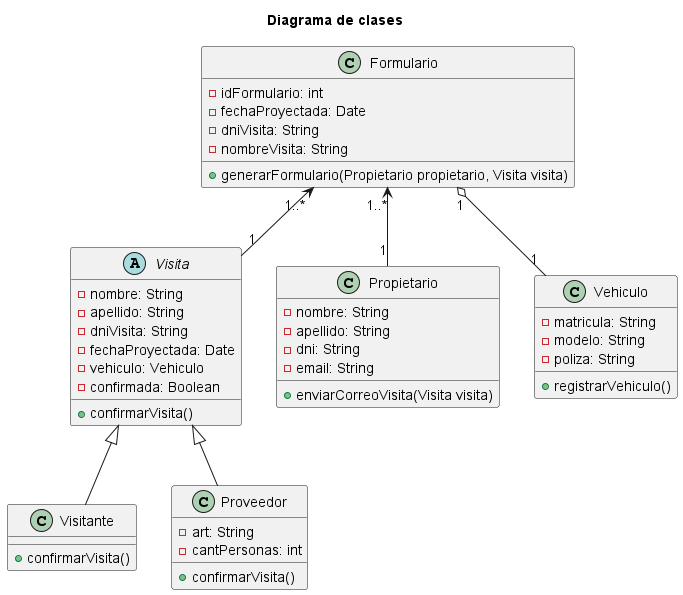 Diagrama de clases
C Formulario
idFormulario: int
fechaProyectada: Date
dniVisita: String
nombreVisita: String
generarFormulario(Propietario propietario, Visita visita)
1..*
1..*
1
1
1
1
A Visita
nombre: String
apellido: String
dniVisita: String
fechaProyectada: Date
vehiculo: Vehiculo
confirmada: Boolean
confirmarVisita()
C Propietario
nombre: String
apellido: String
dni: String
email: String
enviarCorreoVisita(Visita visita)
C Vehiculo
matricula: String
modelo: String
poliza: String
registrarVehiculo()
C Visitante
confirmarVisita()
C Proveedor
art: String
cantPersonas: int
confirmarVisita()